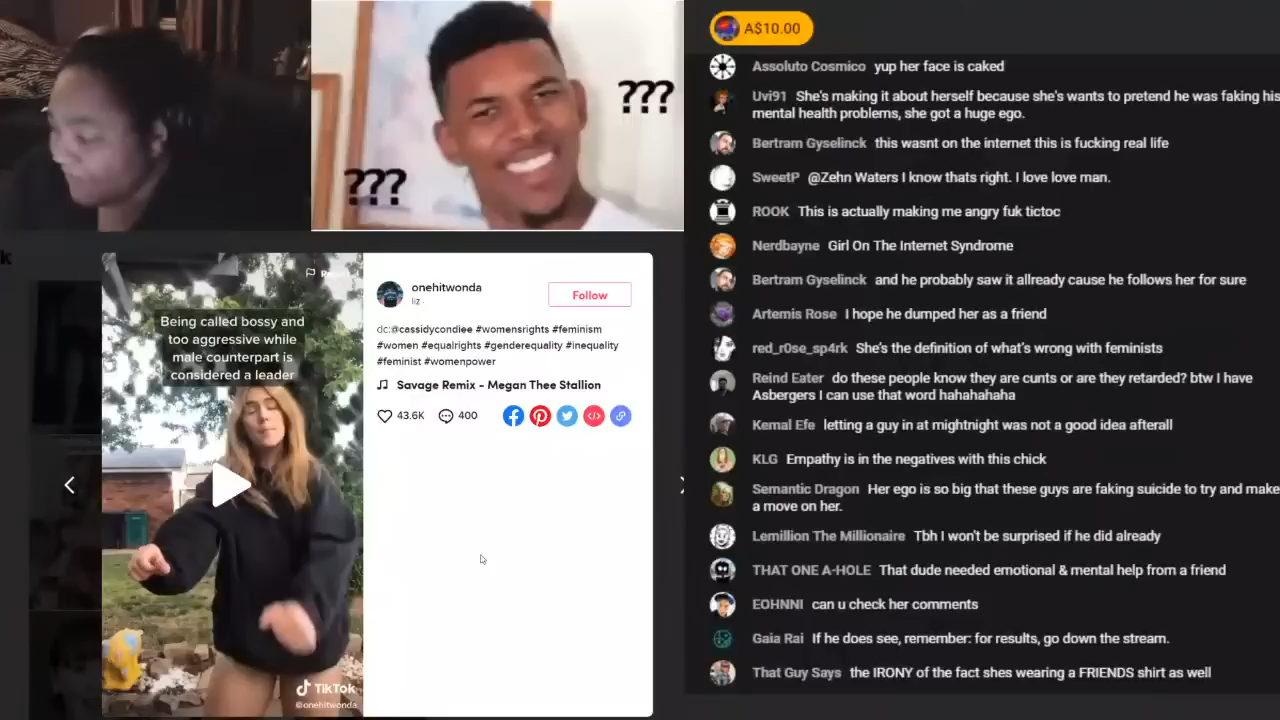 A$10.00
???
???
Assoluto Cosmico yup her face is caked
Uvi91 She's making it about herself because she's wants to pretend he was faking his
mental health problems, she got a huge ego.
Bertram Gyselinck this wasnt on the internet this is fucking real life
SweetP @Zehn Waters I know thats right. I love love man.
ROOK This is actually making me angry fuk tictoc
Nerdbayne Girl On The Internet Syndrome
Bertram Gyselinck and he probably saw it allready cause he follows her for sure
Artemis Rose I hope he dumped her as a friend
red_r0se_sp4rk She's the definition of what's wrong with feminists
Reind Eater do these people know they are cunts or are they retarded? btw I have
Asbergers I can use that word hahahahaha
Kemal Efe letting a guy in at mightnight was not a good idea afterall
KLG Empathy is in the negatives with this chick
Semantic Dragon Her ego is so big that these guys are faking suicide to try and make
a move on her.
Lemillion The Millionaire Tbh I won't be surprised if he did already
THAT ONE A-HOLE That dude needed emotional & mental help from a friend
EOHNNI can u check her comments
Gaia Rai If he does see, remember: for results, go down the stream.
That Guy Says the IRONY of the fact shes wearing a FRIENDS shirt as well
k
Being called bossy and
too aggressive while
male counterpart is
considered a leader
TikTok
@onehitwonda
onehitwonda
liz ·
Follow
dc:@cassidycondiee #womensrights #feminism
#women #equalrights #genderequality #inequality
#feminist #womenpower
Savage Remix - Megan Thee Stallion
43.6K
400